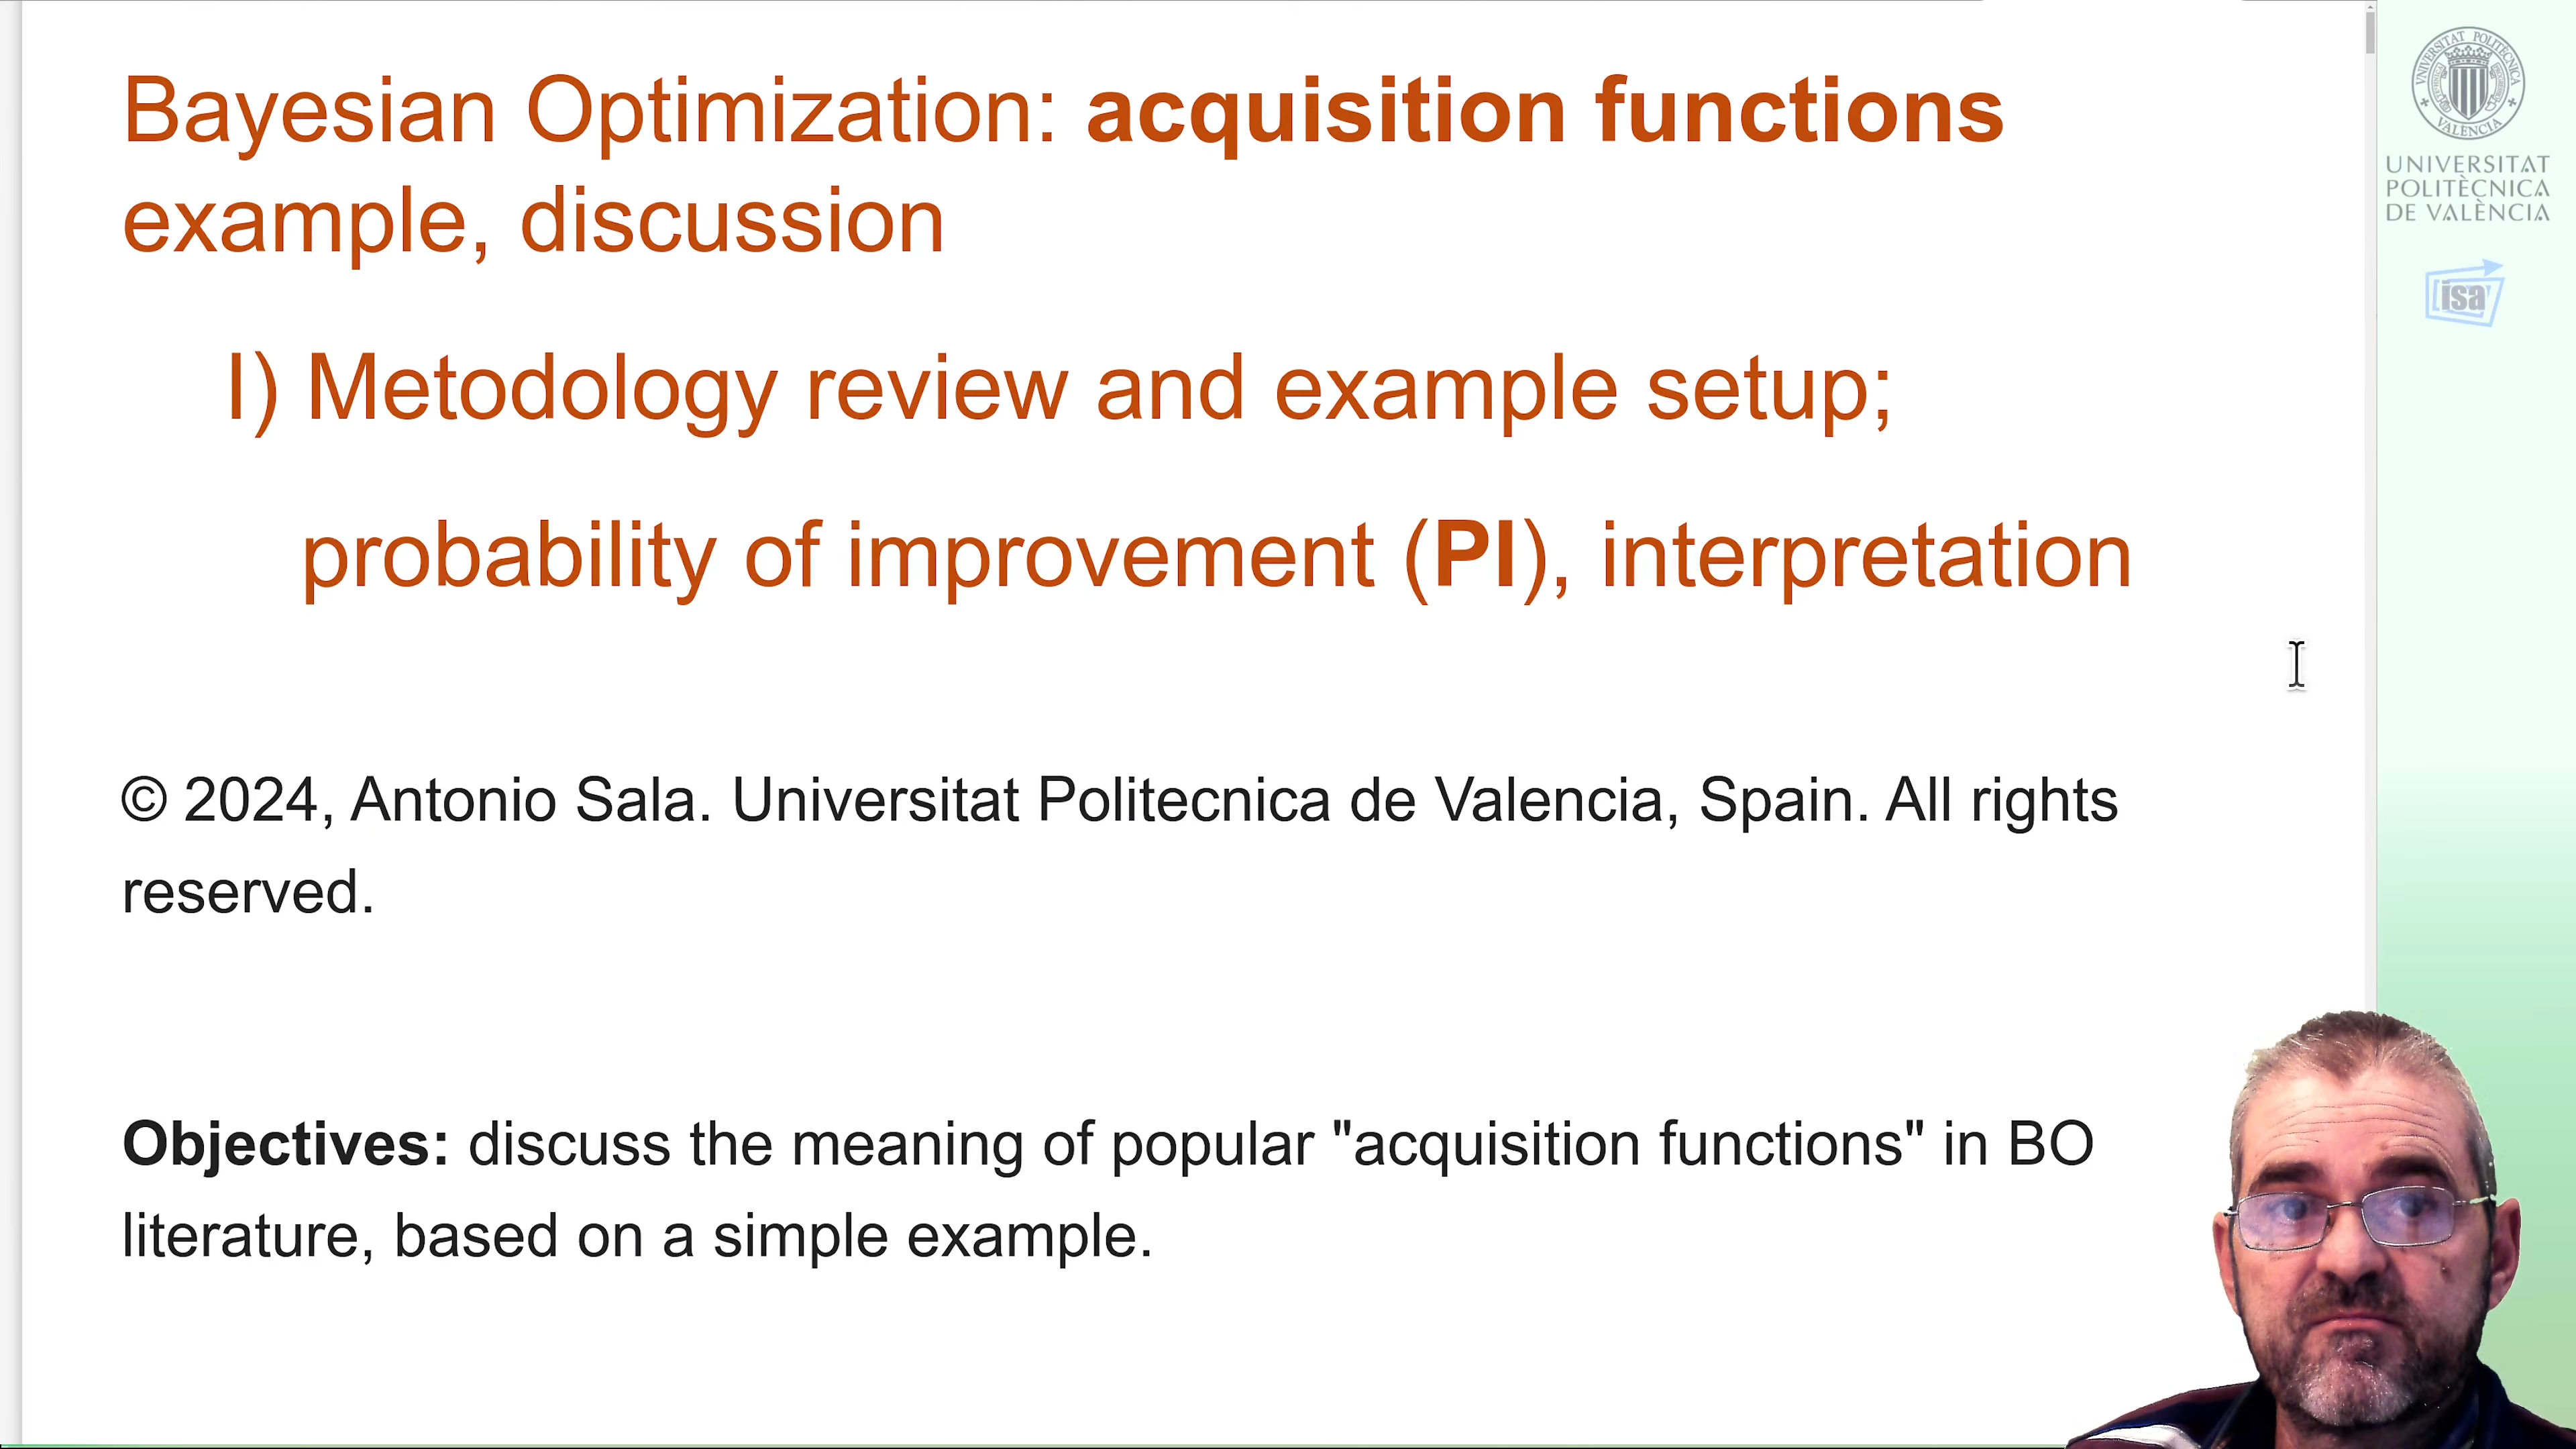 Bayesian Optimization: acquisition functions
example, discussion
I) Metodology review and example setup;
probability of improvement (PI), interpretation
© 2024, Antonio Sala. Universitat Politecnica de Valencia, Spain. All rights
reserved.
Objectives: discuss the meaning of popular "acquisition functions" in BO
literature, based on a simple example.
UNIVERSITAT
POLITÈCNICA
DE VALÈNCIA
isa